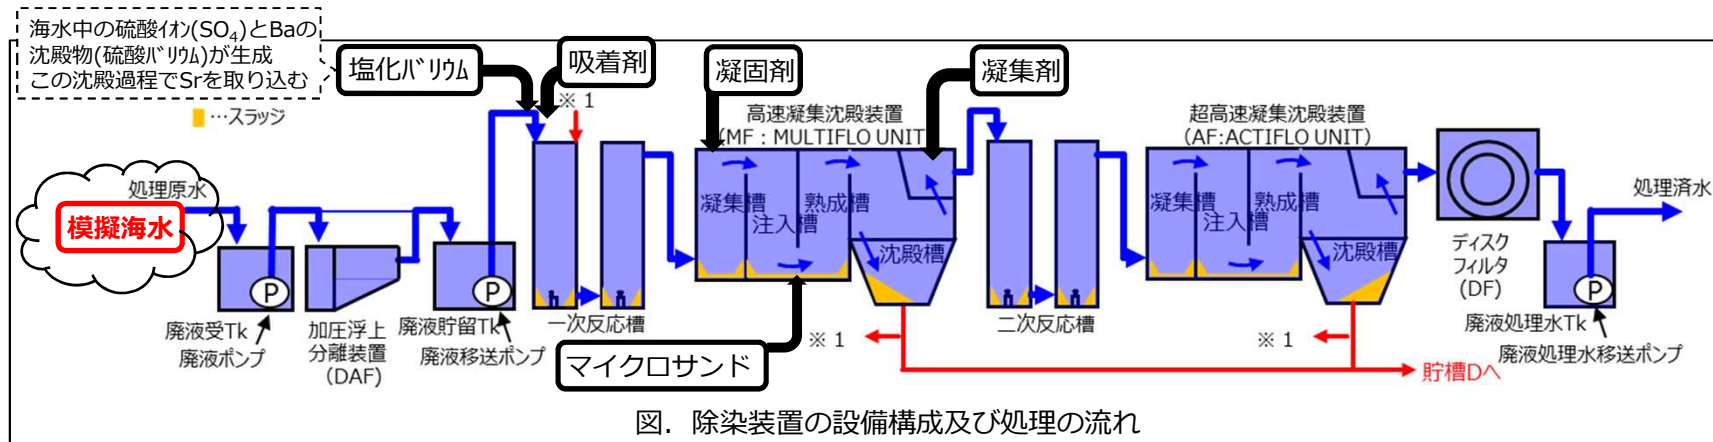 海水中の硫酸ｲｵﾝ(SO₄)とBaの
沈殿物(硫酸ﾊﾞﾘｳﾑ)が生成
この沈殿過程でSrを取り込む
塩化ﾊﾞﾘｳﾑ
吸着剤
凝固剤
凝集剤
…スラッジ
※１
高速凝集沈殿装置
（MF：MULTIFLO UNIT
超高速凝集沈殿装置
（AF:ACTIFLO UNIT）
処理原水
模擬海水
処理済水
凝集槽
注入槽
熟成槽
沈殿槽
凝集槽
注入槽
熟成槽
沈殿槽
ディスク
フィルタ
（DF）
P
P
P
廃液受Tk
廃液ポンプ
加圧浮上
分離装置
（DAF）
廃液貯留Tk
廃液移送ポンプ
一次反応槽
マイクロサンド
※１
二次反応槽
※１
廃液処理水Tk
廃液処理水移送ポンプ
貯槽Dへ
図．除染装置の設備構成及び処理の流れ